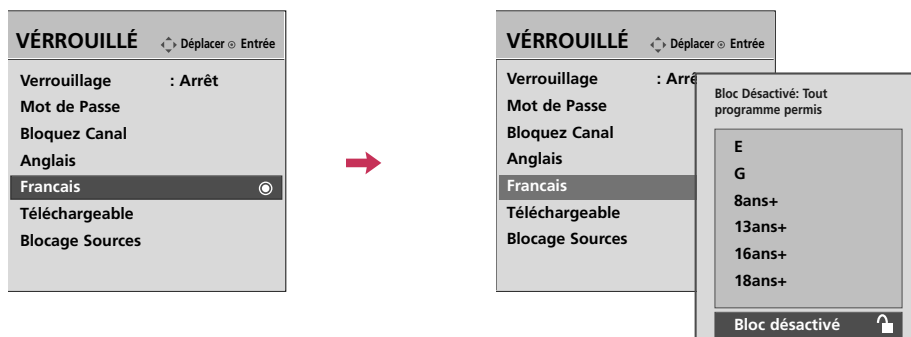 VÉRROUILLÉ Déplacer Entrée
Verrouillage : Arrêt
Mot de Passe
Bloquez Canal
Anglais
Francais
Téléchargeable
Blocage Sources
VÉRROUILLÉ Déplacer Entrée
Verrouillage : Arrê
Mot de Passe
Bloquez Canal
Anglais
Francais
Téléchargeable
Blocage Sources
Bloc Désactivé: Tout
programme permis
E
G
8ans+
13ans+
16ans+
18ans+
Bloc désactivé